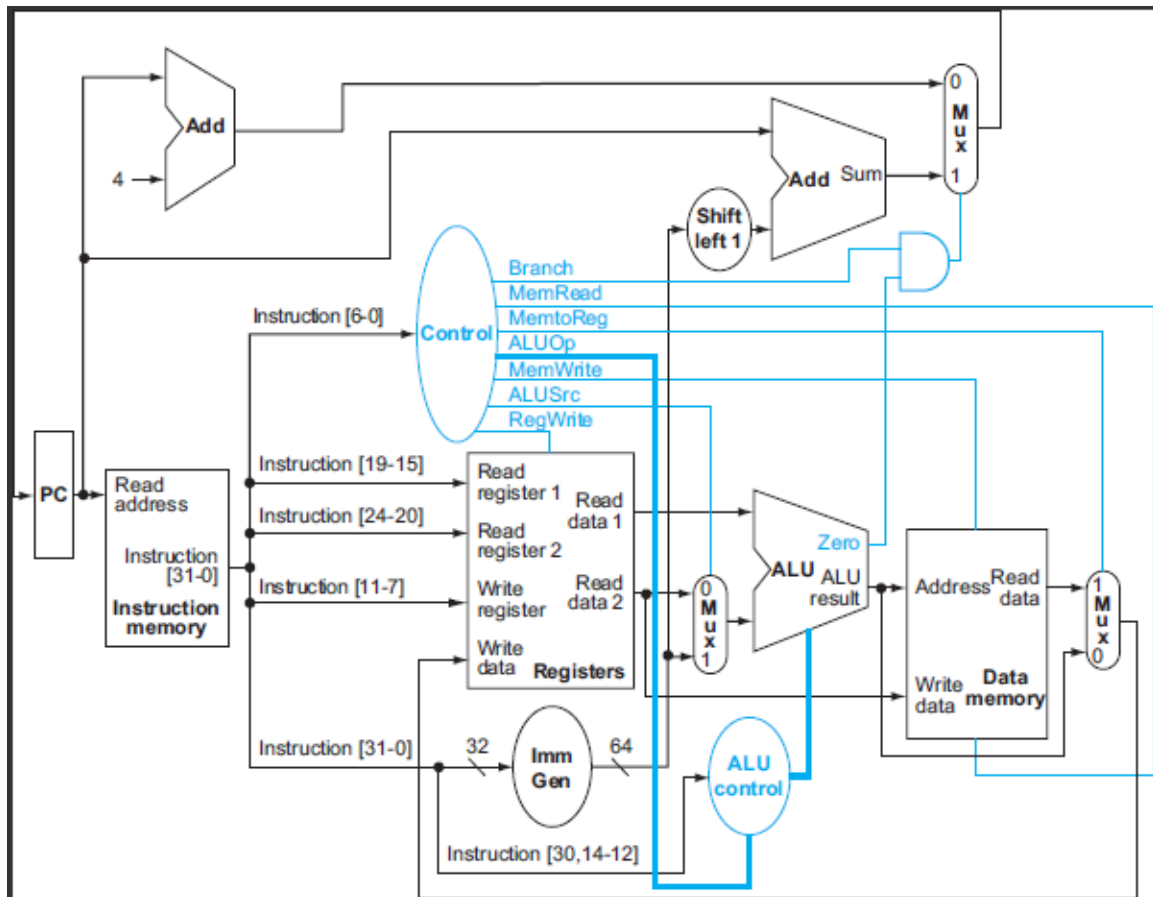 Add
4
0
Mux
1
Add Sum
Shift
left 1
Branch
MemRead
MemtoReg
ALUOp
MemWrite
ALUSrc
RegWrite
Instruction [6-0]
Control
PC
Read
address
Instruction
[31-0]
Instruction
memory
Instruction [19-15]
Instruction [24-20]
Instruction [11-7]
Read
register 1
Read
register 2
Write
register
Write
data
Read
data 1
Read
data 2
Registers
0
Mux
1
Zero
ALU
ALU
result
Address
Read
data
Write
data
Data
memory
1
Mux
0
Instruction [31-0]
32
Imm
Gen
64
ALU
control
Instruction [30,14-12]